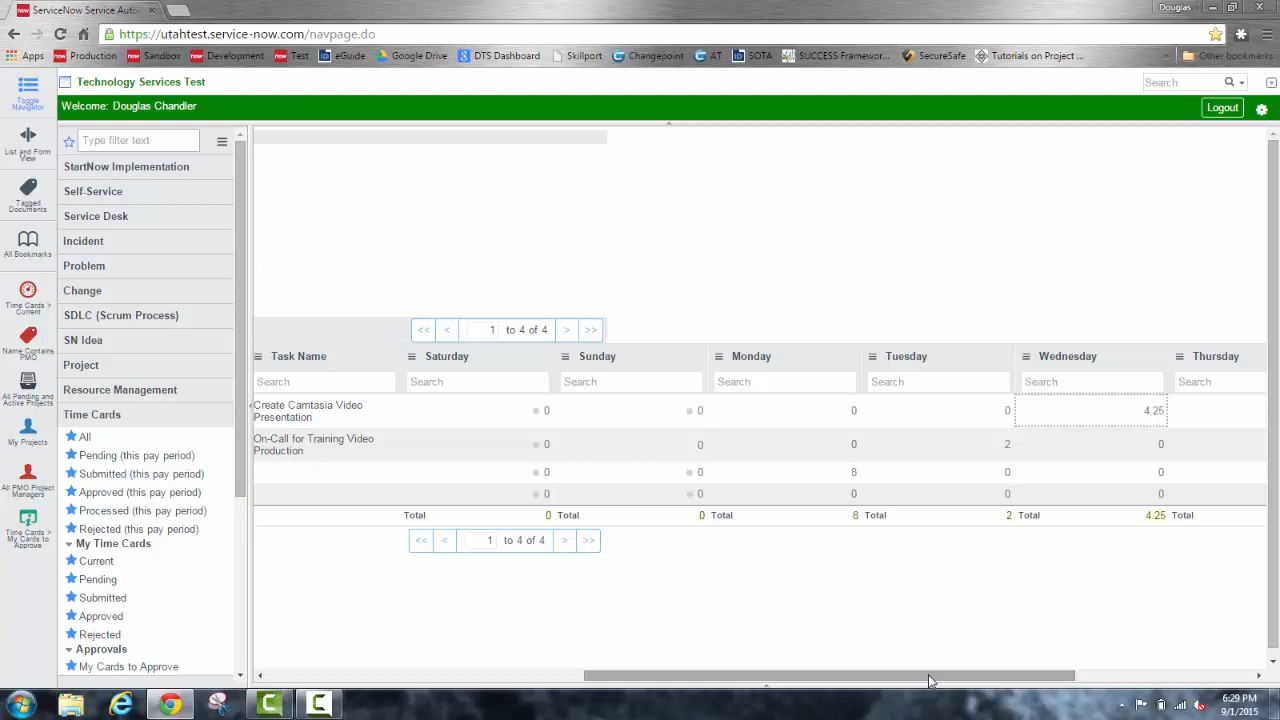 ServiceNow Service Auto
Douglas
https://utahtest.service-now.com/navpage.do
Apps Production Sandbox Development Test eGuide Google Drive DTS Dashboard Skillport Changepoint AT SOTA SUCCESS Framewor... SecureSafe Tutorials on Project ... Other bookmarks
Technology Services Test
Search
Welcome: Douglas Chandler
Logout
Toggle Navigator
List and Form View
Tagged Documents
All Bookmarks
Time Cards > Current
Name Contains PMO
All Pending and Active Projects
My Projects
All PMO Project Managers
Time Cards > My Cards to Approve
Type filter text
StartNow Implementation
Self-Service
Service Desk
Incident
Problem
Change
SDLC (Scrum Process)
SN Idea
Project
Resource Management
Time Cards
All
Pending (this pay period)
Submitted (this pay period)
Approved (this pay period)
Processed (this pay period)
Rejected (this pay period)
My Time Cards
Current
Pending
Submitted
Approved
Rejected
Approvals
My Cards to Approve
<< < 1 to 4 of 4 > >>
Task Name Saturday Sunday Monday Tuesday Wednesday Thursday
Search Search Search Search Search Search Search
Create Camtasia Video Presentation 0 0 0 0 4.25
On-Call for Training Video Production 0 0 0 2 0
0 0 8 0 0
0 0 0 0 0
Total 0 Total 0 Total 8 Total 2 Total 4.25 Total
<< < 1 to 4 of 4 > >>
6:29 PM
9/1/2015